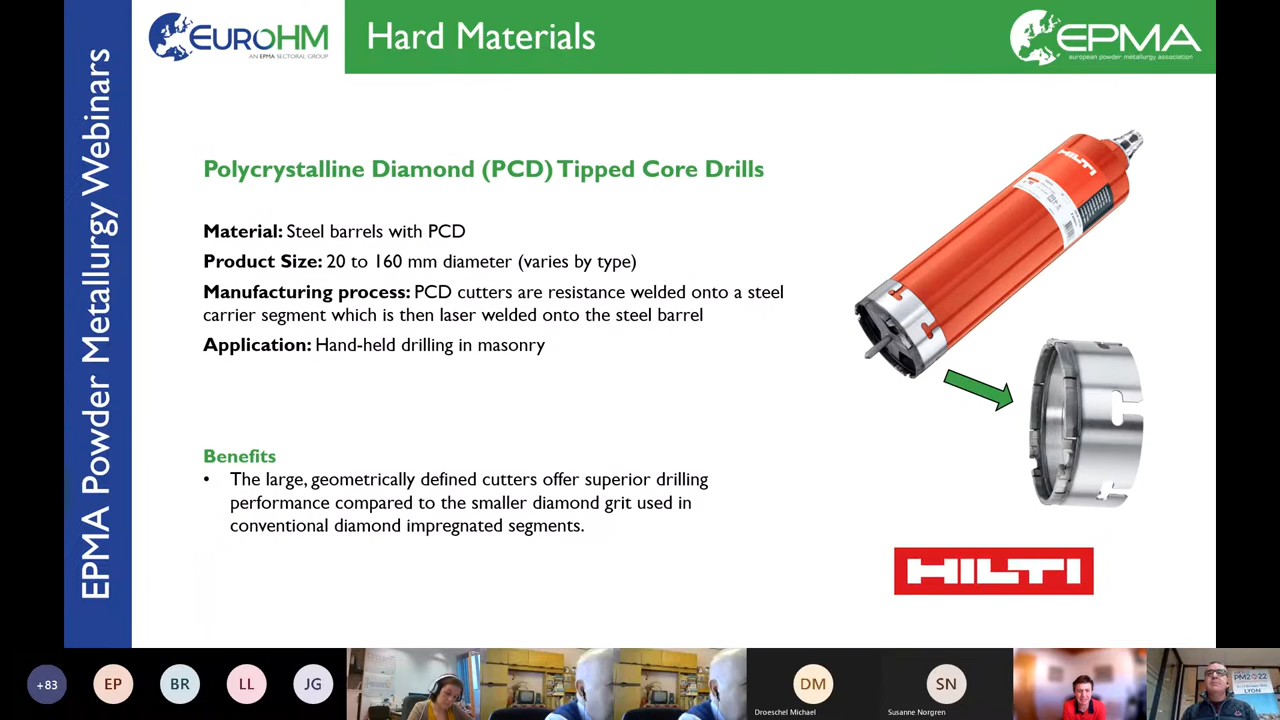 EUROHM
AN EPMA SECTORAL GROUP
Hard Materials
EPMA
european powder metallurgy association
EPMA Powder Metallurgy Webinars
Polycrystalline Diamond (PCD) Tipped Core Drills
Material: Steel barrels with PCD
Product Size: 20 to 160 mm diameter (varies by type)
Manufacturing process: PCD cutters are resistance welded onto a steel
carrier segment which is then laser welded onto the steel barrel
Application: Hand-held drilling in masonry
HILTI
Benefits
• The large, geometrically defined cutters offer superior drilling
performance compared to the smaller diamond grit used in
conventional diamond impregnated segments.
HILTI
+83
EP
BR
LL
JG
DM
Droeschel Michael
SN
Susanne Norgren
PM2022
LYON